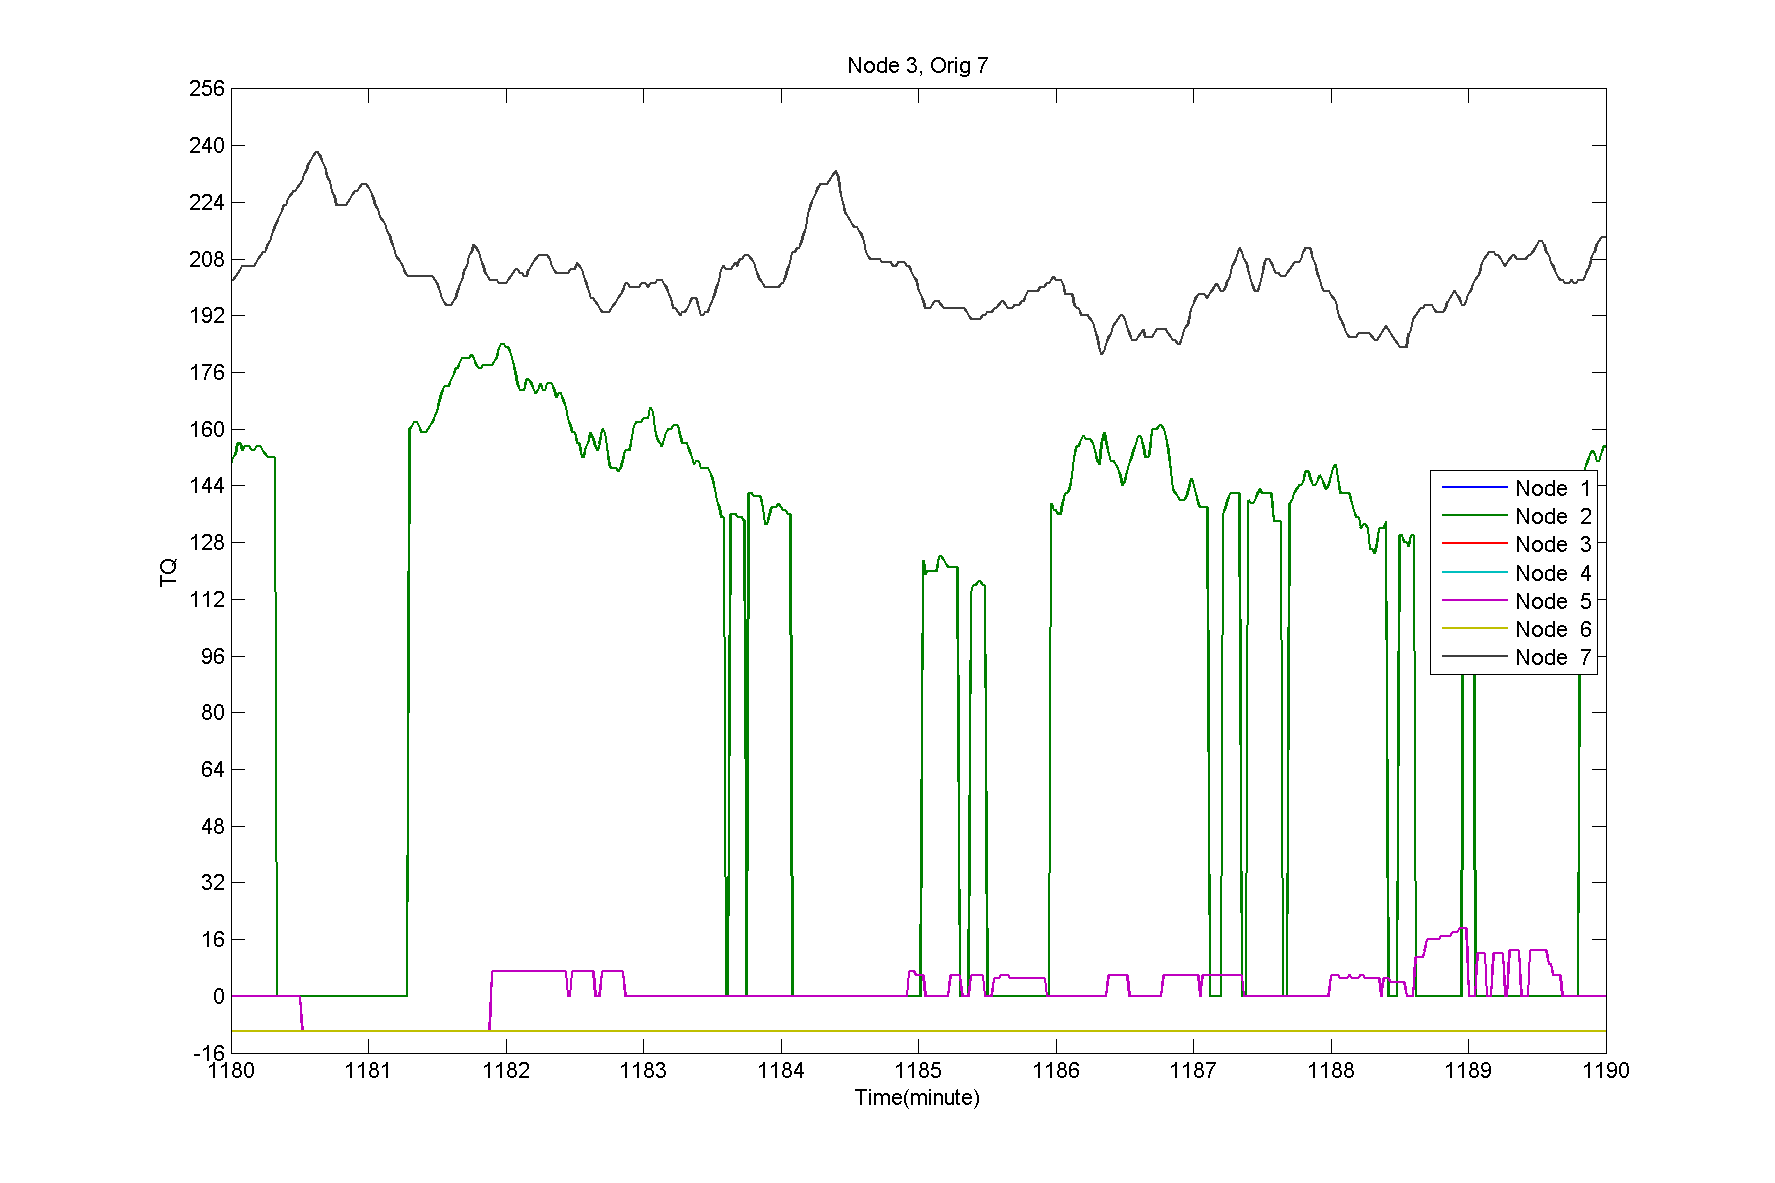 Node 3, Orig 7
256
240
224
208
192
176
160
144
128
112
96
80
64
48
32
16
0
-16
TQ
Node 1
Node 2
Node 3
Node 4
Node 5
Node 6
Node 7
1180 1181 1182 1183 1184 1185 1186 1187 1188 1189 1190
Time(minute)